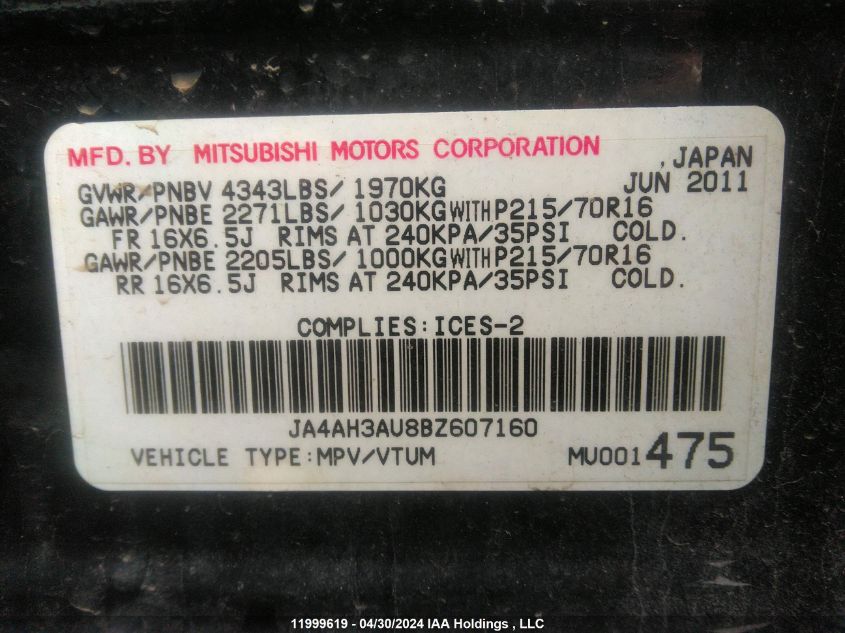 MFD. BY MITSUBISHI MOTORS CORPORATION , JAPAN
GVWR/PNBV 4343LBS/ 1970KG JUN 2011
GAWR/PNBE 2271LBS/ 1030KG WITH P215/70R16
FR 16X6.5J RIMS AT 240KPA/35PSI COLD.
GAWR/PNBE 2205LBS/ 1000KG WITH P215/70R16
RR 16X6.5J RIMS AT 240KPA/35PSI COLD.
COMPLIES:ICES-2
JA4AH3AU8BZ607160
VEHICLE TYPE:MPV/VTUM MU001475
11999619 - 04/30/2024 IAA Holdings , LLC